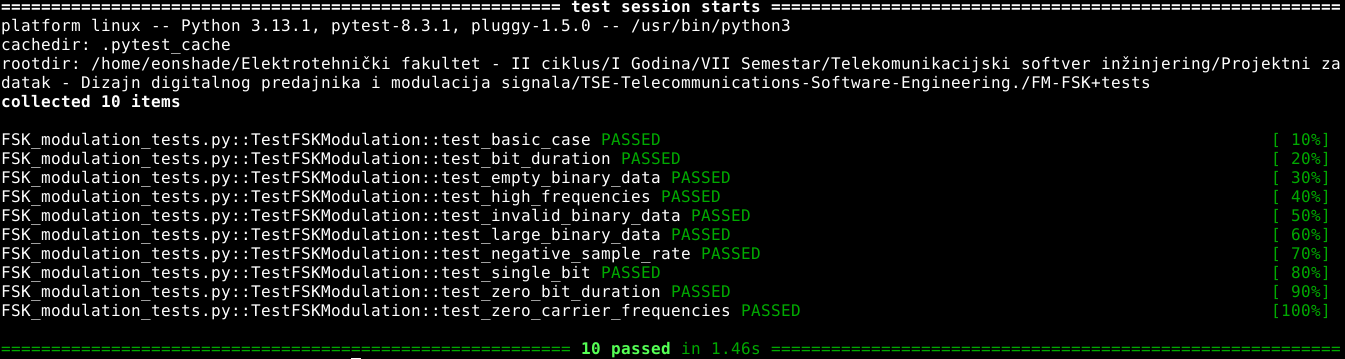 ======================================================== test session starts =========================================================
platform linux -- Python 3.13.1, pytest-8.3.1, pluggy-1.5.0 -- /usr/bin/python3
cachedir: .pytest_cache
rootdir: /home/eonshade/Elektrotehnički fakultet - II ciklus/I Godina/VII Semestar/Telekomunikacijski softver inžinjering/Projektni za
datak - Dizajn digitalnog predajnika i modulacija signala/TSE-Telecommunications-Software-Engineering./FM-FSK+tests
collected 10 items
FSK_modulation_tests.py::TestFSKModulation::test_basic_case PASSED [ 10%]
FSK_modulation_tests.py::TestFSKModulation::test_bit_duration PASSED [ 20%]
FSK_modulation_tests.py::TestFSKModulation::test_empty_binary_data PASSED [ 30%]
FSK_modulation_tests.py::TestFSKModulation::test_high_frequencies PASSED [ 40%]
FSK_modulation_tests.py::TestFSKModulation::test_invalid_binary_data PASSED [ 50%]
FSK_modulation_tests.py::TestFSKModulation::test_large_binary_data PASSED [ 60%]
FSK_modulation_tests.py::TestFSKModulation::test_negative_sample_rate PASSED [ 70%]
FSK_modulation_tests.py::TestFSKModulation::test_single_bit PASSED [ 80%]
FSK_modulation_tests.py::TestFSKModulation::test_zero_bit_duration PASSED [ 90%]
FSK_modulation_tests.py::TestFSKModulation::test_zero_carrier_frequencies PASSED [100%]
========================================================= 10 passed in 1.46s =========================================================